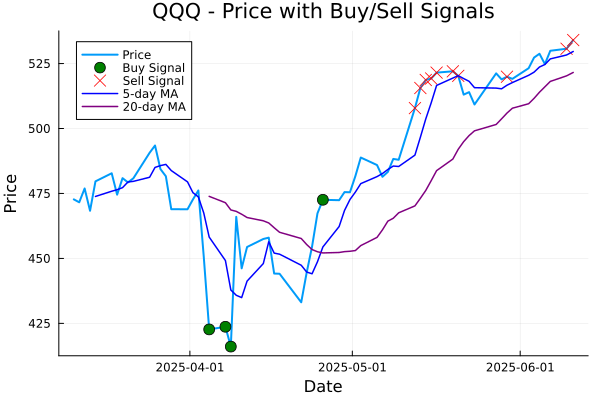 QQQ - Price with Buy/Sell Signals
Price
Buy Signal
Sell Signal
5-day MA
20-day MA
525
500
475
450
425
Price
2025-04-01
2025-05-01
2025-06-01
Date